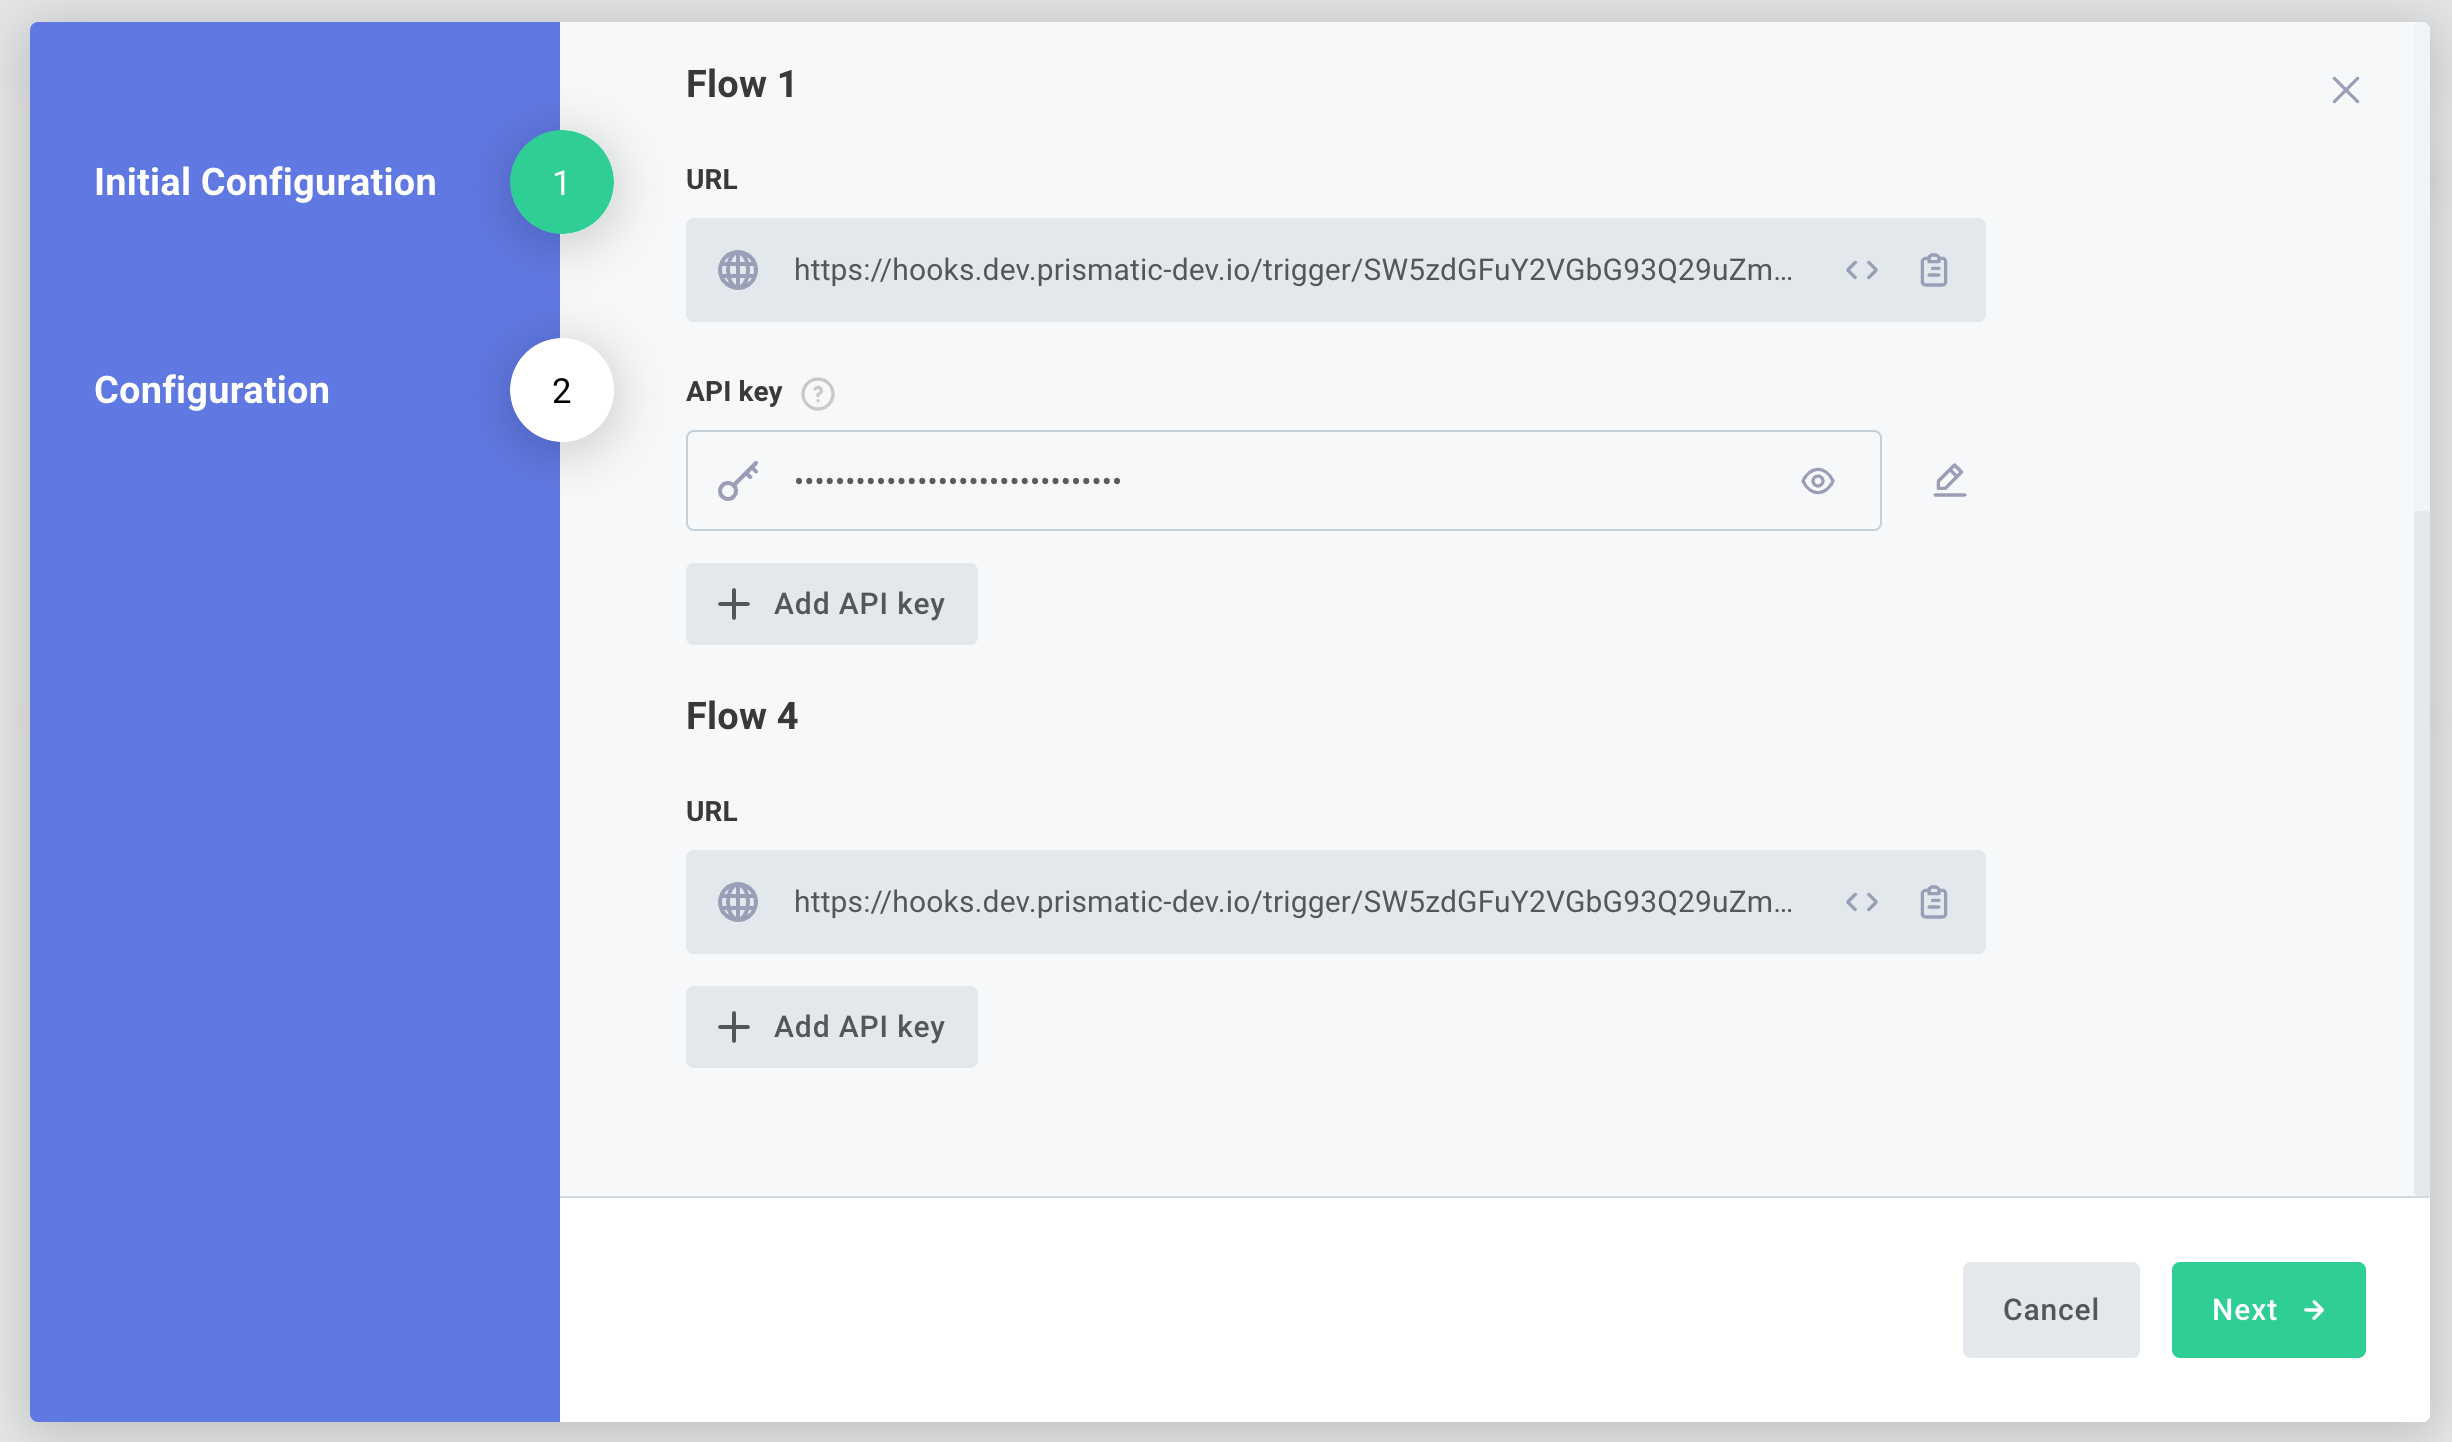 Initial Configuration
1
Configuration
2
Flow 1
URL
https://hooks.dev.prismatic-dev.io/trigger/SW5zdGFuY2VGbG93Q29uZm...
API key
?
••••••••••••••••••••••••••••••••
Add API key
Flow 4
URL
https://hooks.dev.prismatic-dev.io/trigger/SW5zdGFuY2VGbG93Q29uZm...
Add API key
Cancel
Next